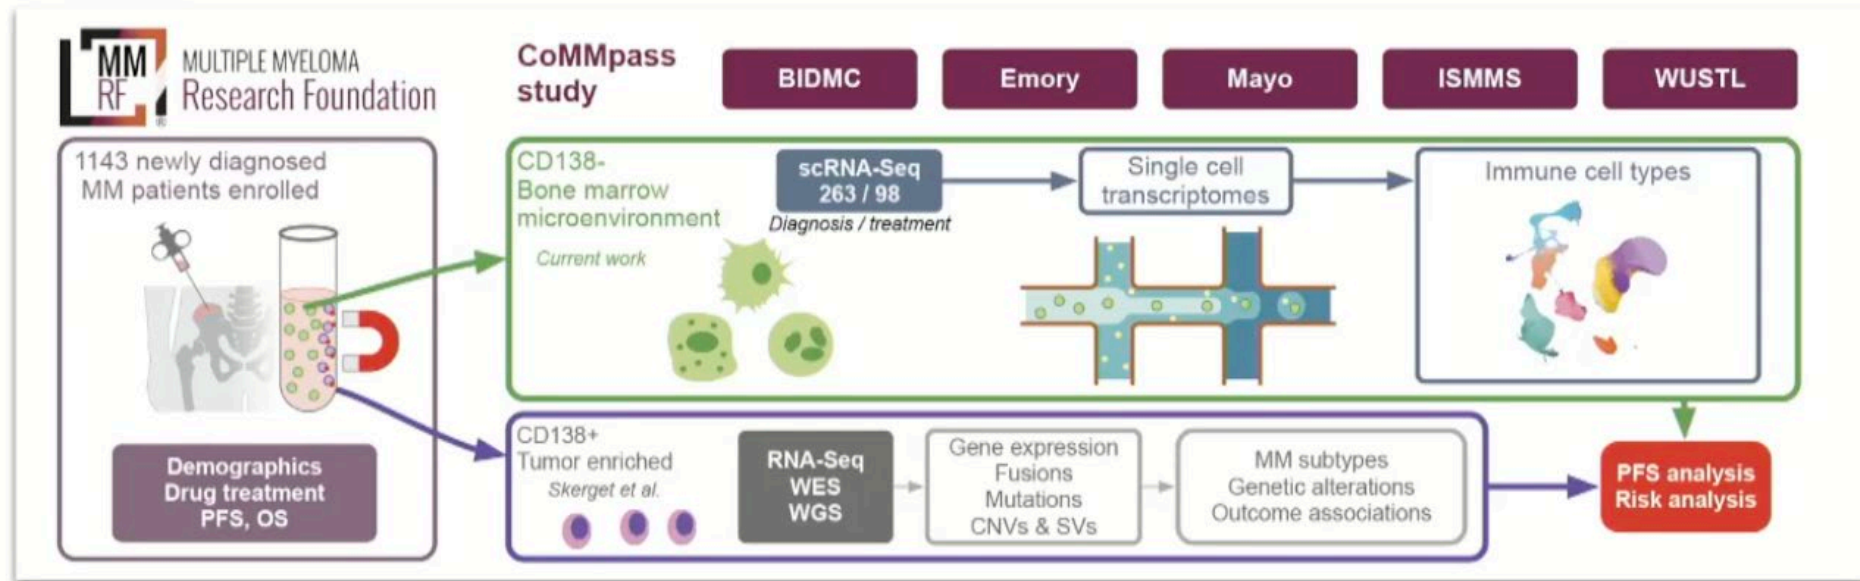 MM
RF
®
MULTIPLE MYELOMA
Research Foundation
CoMMpass
study
BIDMC
Emory
Mayo
ISMMS
WUSTL
1143 newly diagnosed
MM patients enrolled
Demographics
Drug treatment
PFS, OS
CD138-
Bone marrow
microenvironment
Current work
scRNA-Seq
263 / 98
Diagnosis / treatment
Single cell
transcriptomes
Immune cell types
CD138+
Tumor enriched
Skerget et al.
RNA-Seq
WES
WGS
Gene expression
Fusions
Mutations
CNVs & SVs
MM subtypes
Genetic alterations
Outcome associations
PFS analysis
Risk analysis